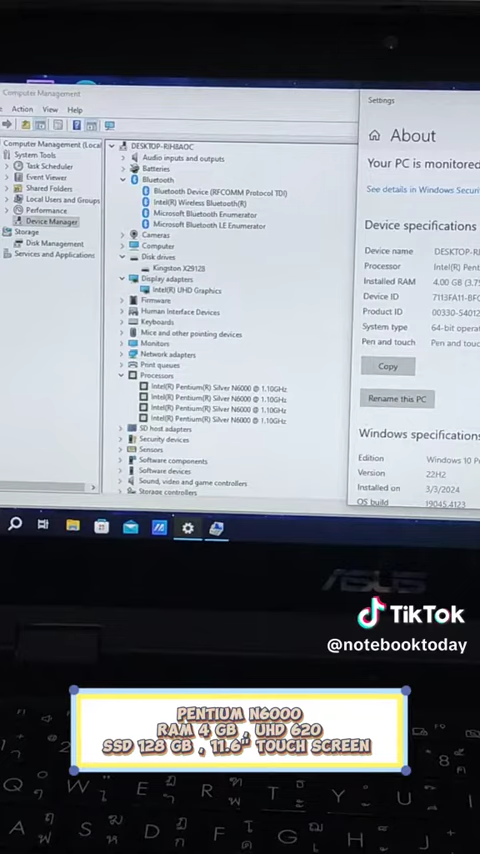 Computer Management
Action View Help
Computer Management (Local
System Tools
Task Scheduler
Event Viewer
Shared Folders
Local Users and Groups
Performance
Device Manager
Storage
Disk Management
Services and Applications
DESKTOP-RJH8AOC
Audio inputs and outputs
Batteries
Bluetooth
Bluetooth Device (RFCOMM Protocol TDI)
Intel(R) Wireless Bluetooth(R)
Microsoft Bluetooth Enumerator
Microsoft Bluetooth LE Enumerator
Cameras
Computer
Disk drives
Kingston X29128
Display adapters
Intel(R) UHD Graphics
Firmware
Human Interface Devices
Keyboards
Mice and other pointing devices
Monitors
Network adapters
Print queues
Processors
Intel(R) Pentium(R) Silver N6000 @ 1.10GHz
Intel(R) Pentium(R) Silver N6000 @ 1.10GHz
Intel(R) Pentium(R) Silver N6000 @ 1.10GHz
Intel(R) Pentium(R) Silver N6000 @ 1.10GHz
SD host adapters
Security devices
Sensors
Software components
Software devices
Sound, video and game controllers
Storage controllers
Settings
About
Your PC is monitored
See details in Windows Securi
Device specifications
Device name DESKTOP-RJ
Processor Intel(R) Pent
Installed RAM 4.00 GB (3.7
Device ID 7113FA11-BF
Product ID 00330-5401
System type 64-bit opera
Pen and touch Pen and touc
Copy
Rename this PC
Windows specifications
Edition Windows 10 P
Version 22H2
Installed on 3/3/2024
OS build 19045.4123
ASUS
TikTok
@notebooktoday
PENTIUM N6000
RAM 4 GB , UHD 620
SSD 128 GB , 11.6" TOUCH SCREEN
Q W E R T Y U
A S D F G H J